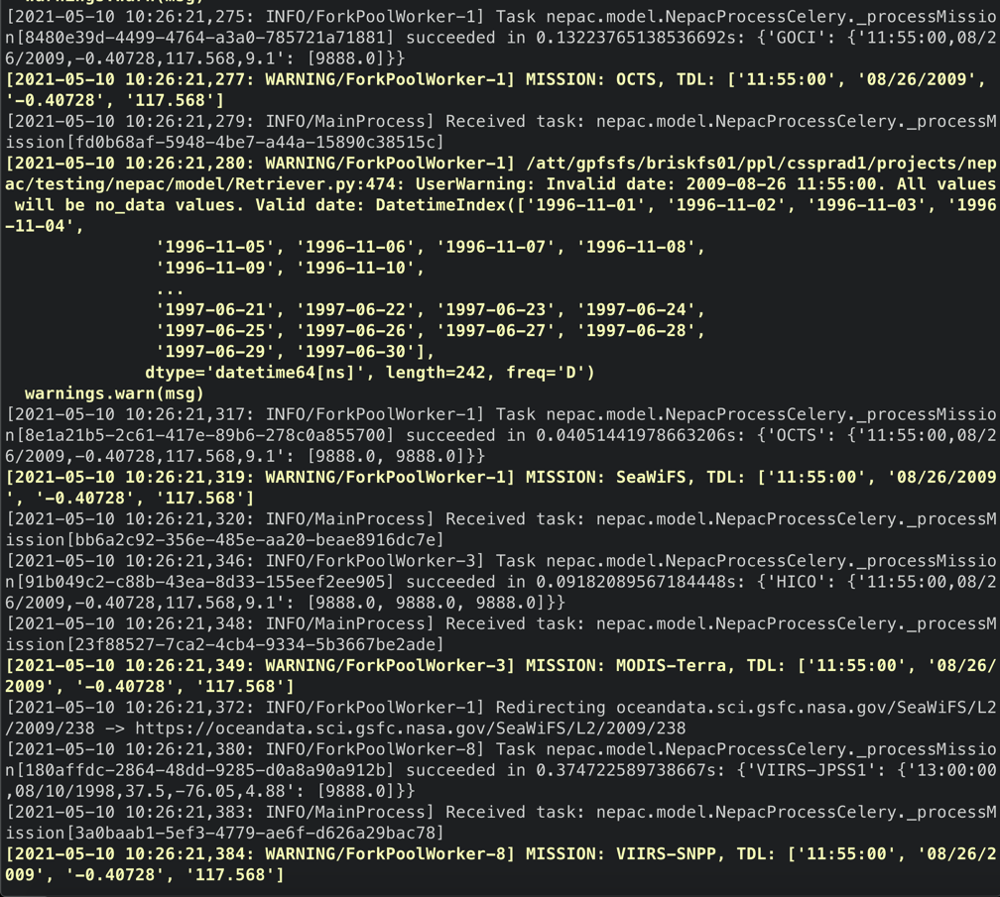 warnings.warn(msg)
[2021-05-10 10:26:21,275: INFO/ForkPoolWorker-1] Task nepac.model.NepacProcessCelery._processMissio
n[8480e39d-4499-4764-a3a0-785721a71881] succeeded in 0.13223765138536692s: {'GOCI': {'11:55:00,08/2
6/2009,-0.40728,117.568,9.1': [9888.0]}}
[2021-05-10 10:26:21,277: WARNING/ForkPoolWorker-1] MISSION: OCTS, TDL: ['11:55:00', '08/26/2009',
'-0.40728', '117.568']
[2021-05-10 10:26:21,279: INFO/MainProcess] Received task: nepac.model.NepacProcessCelery._processM
ission[fd0b68af-5948-4be7-a44a-15890c38515c]
[2021-05-10 10:26:21,280: WARNING/ForkPoolWorker-1] /att/gpfsfs/briskfs01/ppl/cssprad1/projects/nep
ac/testing/nepac/model/Retriever.py:474: UserWarning: Invalid date: 2009-08-26 11:55:00. All values
 will be no_data values. Valid date: DatetimeIndex(['1996-11-01', '1996-11-02', '1996-11-03', '1996
-11-04',
'1996-11-05', '1996-11-06', '1996-11-07', '1996-11-08',
'1996-11-09', '1996-11-10',
...
'1997-06-21', '1997-06-22', '1997-06-23', '1997-06-24',
'1997-06-25', '1997-06-26', '1997-06-27', '1997-06-28',
'1997-06-29', '1997-06-30'],
dtype='datetime64[ns]', length=242, freq='D')
warnings.warn(msg)
[2021-05-10 10:26:21,317: INFO/ForkPoolWorker-1] Task nepac.model.NepacProcessCelery._processMissio
n[8e1a21b5-2c61-417e-89b6-278c0a855700] succeeded in 0.04051441978663206s: {'OCTS': {'11:55:00,08/2
6/2009,-0.40728,117.568,9.1': [9888.0, 9888.0]}}
[2021-05-10 10:26:21,319: WARNING/ForkPoolWorker-1] MISSION: SeaWiFS, TDL: ['11:55:00', '08/26/2009
', '-0.40728', '117.568']
[2021-05-10 10:26:21,320: INFO/MainProcess] Received task: nepac.model.NepacProcessCelery._processM
ission[bb6a2c92-356e-485e-aa20-beae8916dc7e]
[2021-05-10 10:26:21,346: INFO/ForkPoolWorker-3] Task nepac.model.NepacProcessCelery._processMissio
n[91b049c2-c88b-43ea-8d33-155eef2ee905] succeeded in 0.09182089567184448s: {'HICO': {'11:55:00,08/2
6/2009,-0.40728,117.568,9.1': [9888.0, 9888.0, 9888.0]}}
[2021-05-10 10:26:21,348: INFO/MainProcess] Received task: nepac.model.NepacProcessCelery._processM
ission[23f88527-7ca2-4cb4-9334-5b3667be2ade]
[2021-05-10 10:26:21,349: WARNING/ForkPoolWorker-3] MISSION: MODIS-Terra, TDL: ['11:55:00', '08/26/
2009', '-0.40728', '117.568']
[2021-05-10 10:26:21,372: INFO/ForkPoolWorker-1] Redirecting oceandata.sci.gsfc.nasa.gov/SeaWiFS/L2
/2009/238 -> https://oceandata.sci.gsfc.nasa.gov/SeaWiFS/L2/2009/238
[2021-05-10 10:26:21,380: INFO/ForkPoolWorker-8] Task nepac.model.NepacProcessCelery._processMissio
n[180affdc-2864-48dd-9285-d0a8a90a912b] succeeded in 0.374722589738667s: {'VIIRS-JPSS1': {'13:00:00
,08/10/1998,37.5,-76.05,4.88': [9888.0]}}
[2021-05-10 10:26:21,383: INFO/MainProcess] Received task: nepac.model.NepacProcessCelery._processM
ission[3a0baab1-5ef3-4779-ae6f-d626a29bac78]
[2021-05-10 10:26:21,384: WARNING/ForkPoolWorker-8] MISSION: VIIRS-SNPP, TDL: ['11:55:00', '08/26/2
009', '-0.40728', '117.568']